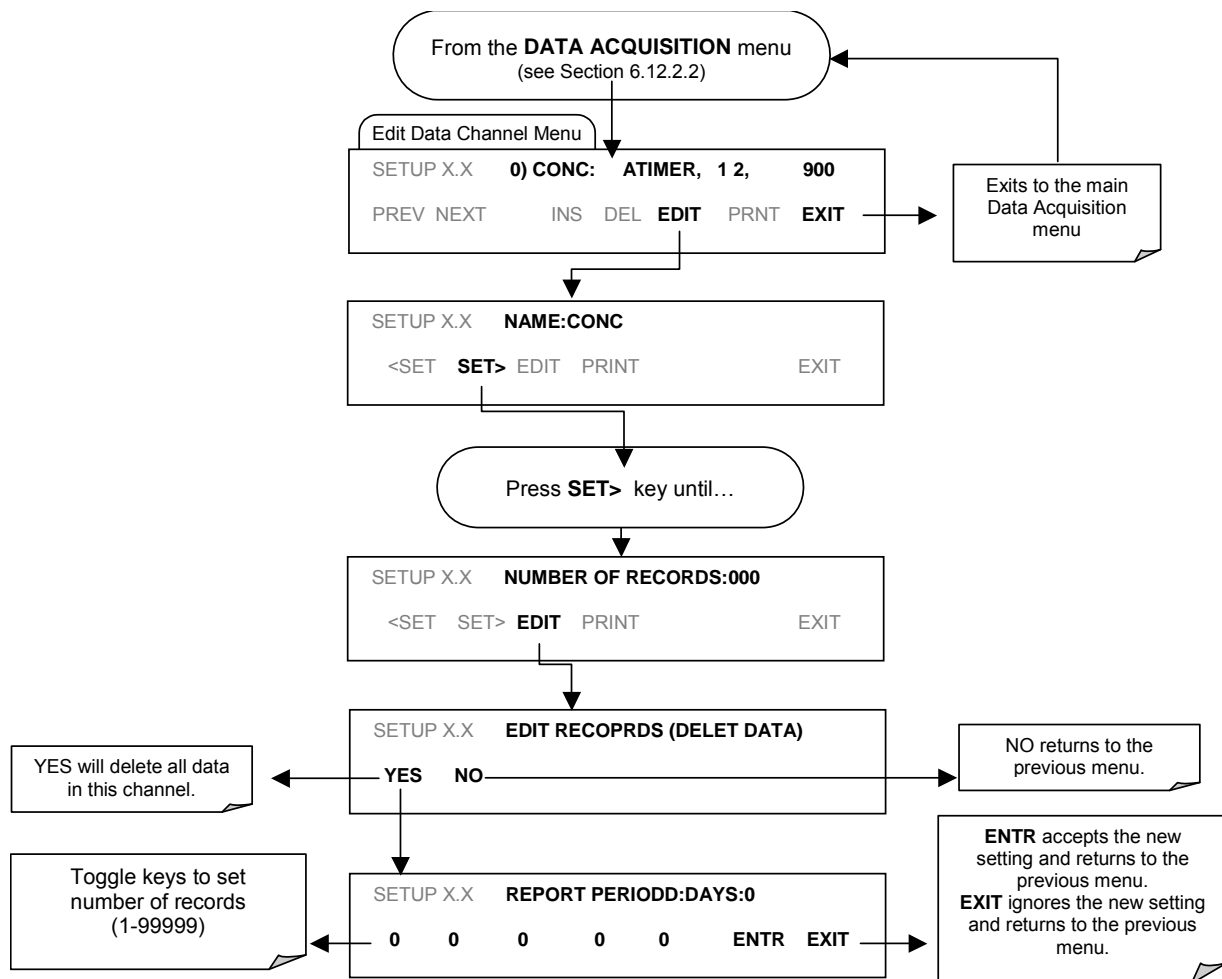 From the DATA ACQUISITION menu
(see Section 6.12.2.2)
Edit Data Channel Menu
SETUP X.X 0) CONC: ATIMER, 1 2, 900
PREV NEXT INS DEL EDIT PRNT EXIT
Exits to the main
Data Acquisition
menu
SETUP X.X NAME:CONC
<SET SET> EDIT PRINT EXIT
Press SET> key until…
SETUP X.X NUMBER OF RECORDS:000
<SET SET> EDIT PRINT EXIT
SETUP X.X EDIT RECOPRDS (DELET DATA)
YES NO
YES will delete all data
in this channel.
NO returns to the
previous menu.
Toggle keys to set
number of records
(1-99999)
SETUP X.X REPORT PERIODD:DAYS:0
0 0 0 0 0 ENTR EXIT
ENTR accepts the new
setting and returns to the
previous menu.
EXIT ignores the new setting
and returns to the previous
menu.